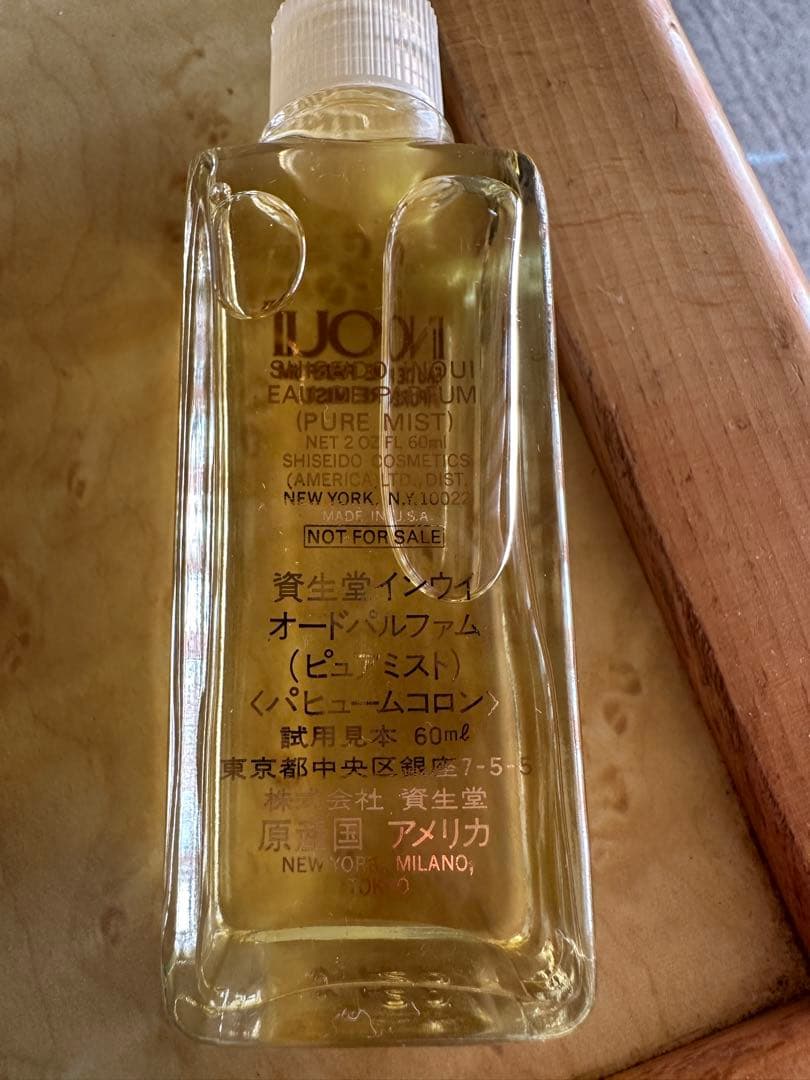 SHISEIDO INOUI
EAU DE PARFUM
(PURE MIST)
NET 2 OZ FL 60ml
SHISEIDO COSMETICS
(AMERICA) LTD., DIST.
NEW YORK, N.Y.10022
MADE IN U.S.A.
NOT FOR SALE
資生堂インウイ
オードパルファム
(ピュアミスト)
〈パヒュームコロン〉
試用見本 60ml
東京都中央区銀座7-5-5
株式会社 資生堂
原産国 アメリカ
NEW YORK, MILANO,
TOKYO